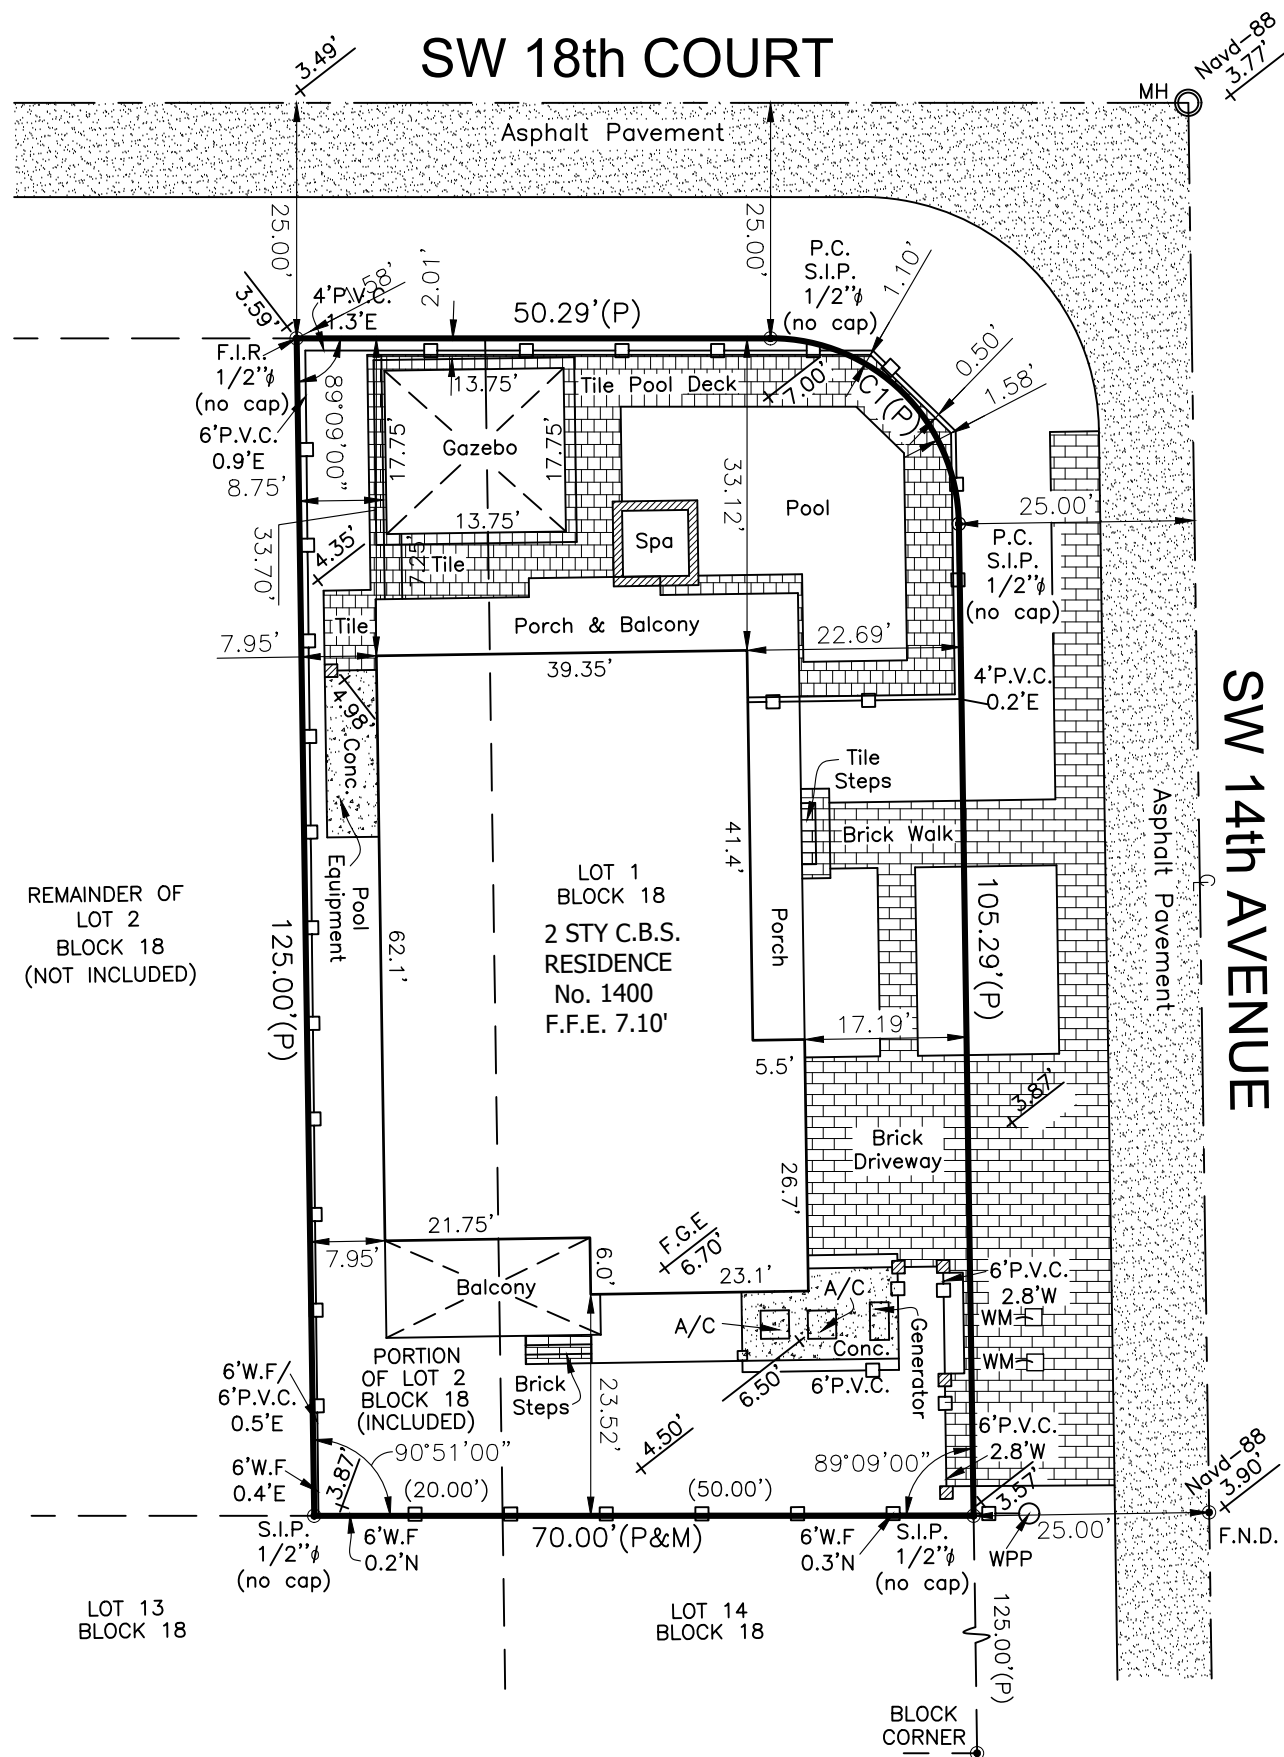 SW 18th COURT
3.49'
Navd-88
3.77'
MH
Asphalt Pavement
25.00'
25.00'
2.01'
P.C.
S.I.P.
1/2"ø
(no cap)
1.10'
3.59'
4'P.V.C.
1.3'E
50.29'(P)
F.I.R.
1/2"ø
(no cap)
6'P.V.C.
0.9'E
8.75'
89°09'00"
13.75'
Tile Pool Deck
7.00'
C1(P)
0.50'
1.58'
17.75'
Gazebo
17.75'
13.75'
33.12'
Pool
Spa
25.00'
33.70'
4.35'
7.25'
Tile
P.C.
S.I.P.
1/2"ø
(no cap)
Tile
Porch & Balcony
22.69'
7.95'
39.35'
4'P.V.C.
0.2'E
4.98'
Conc.
Pool
Equipment
Tile
Steps
Brick Walk
41.4'
Porch
SW 14th AVENUE
Asphalt Pavement
CL
REMAINDER OF
LOT 2
BLOCK 18
(NOT INCLUDED)
125.00'(P)
62.1'
LOT 1
BLOCK 18
2 STY C.B.S.
RESIDENCE
No. 1400
F.F.E. 7.10'
105.29'(P)
17.19'
5.5'
3.87'
Brick
Driveway
26.7'
21.75'
7.95'
Balcony
6.0'
F.G.E
6.70'
23.1'
A/C
A/C
Conc.
Generator
6'P.V.C.
2.8'W
WM
WM
6.50'
6'P.V.C.
PORTION
OF LOT 2
BLOCK 18
(INCLUDED)
Brick
Steps
23.52'
6'W.F/
6'P.V.C.
0.5'E
90°51'00"
4.50'
89°09'00"
6'P.V.C.
2.8'W
6'W.F
0.4'E
3.87'
(20.00')
(50.00')
3.57'
Navd-88
3.90'
S.I.P.
1/2"ø
(no cap)
6'W.F
0.2'N
70.00'(P&M)
6'W.F
0.3'N
S.I.P.
1/2"ø
(no cap)
WPP
25.00'
F.N.D.
LOT 13
BLOCK 18
LOT 14
BLOCK 18
125.00'(P)
BLOCK
CORNER